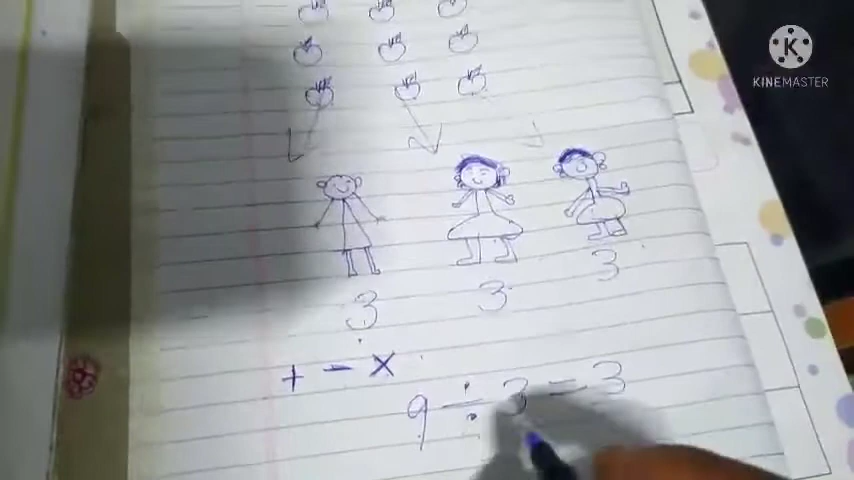 KINEMASTER
3 3 3
+ - ×
9 ÷ 3 = 3